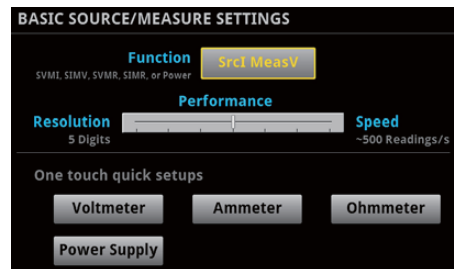 BASIC SOURCE/MEASURE SETTINGS
Function
SVMI, SIMV, SVMR, SIMR, or Power
SrcI MeasV
Performance
Resolution
5 Digits
Speed
~500 Readings/s
One touch quick setups
Voltmeter
Ammeter
Ohmmeter
Power Supply